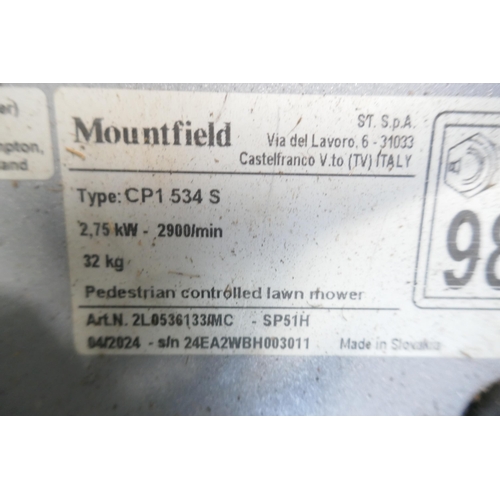 er)
mpton,
land
Mountfield
ST. S.p.A.
Via del Lavoro, 6 - 31033
Castelfranco V.to (TV) ITALY
Type: CP1 534 S
2,75 kW - 2900/min
32 kg
Pedestrian controlled lawn mower
Art.N. 2L0536133/MC - SP51H
04/2024 - s/n 24EA2WBH003011 Made in Slovakia
98